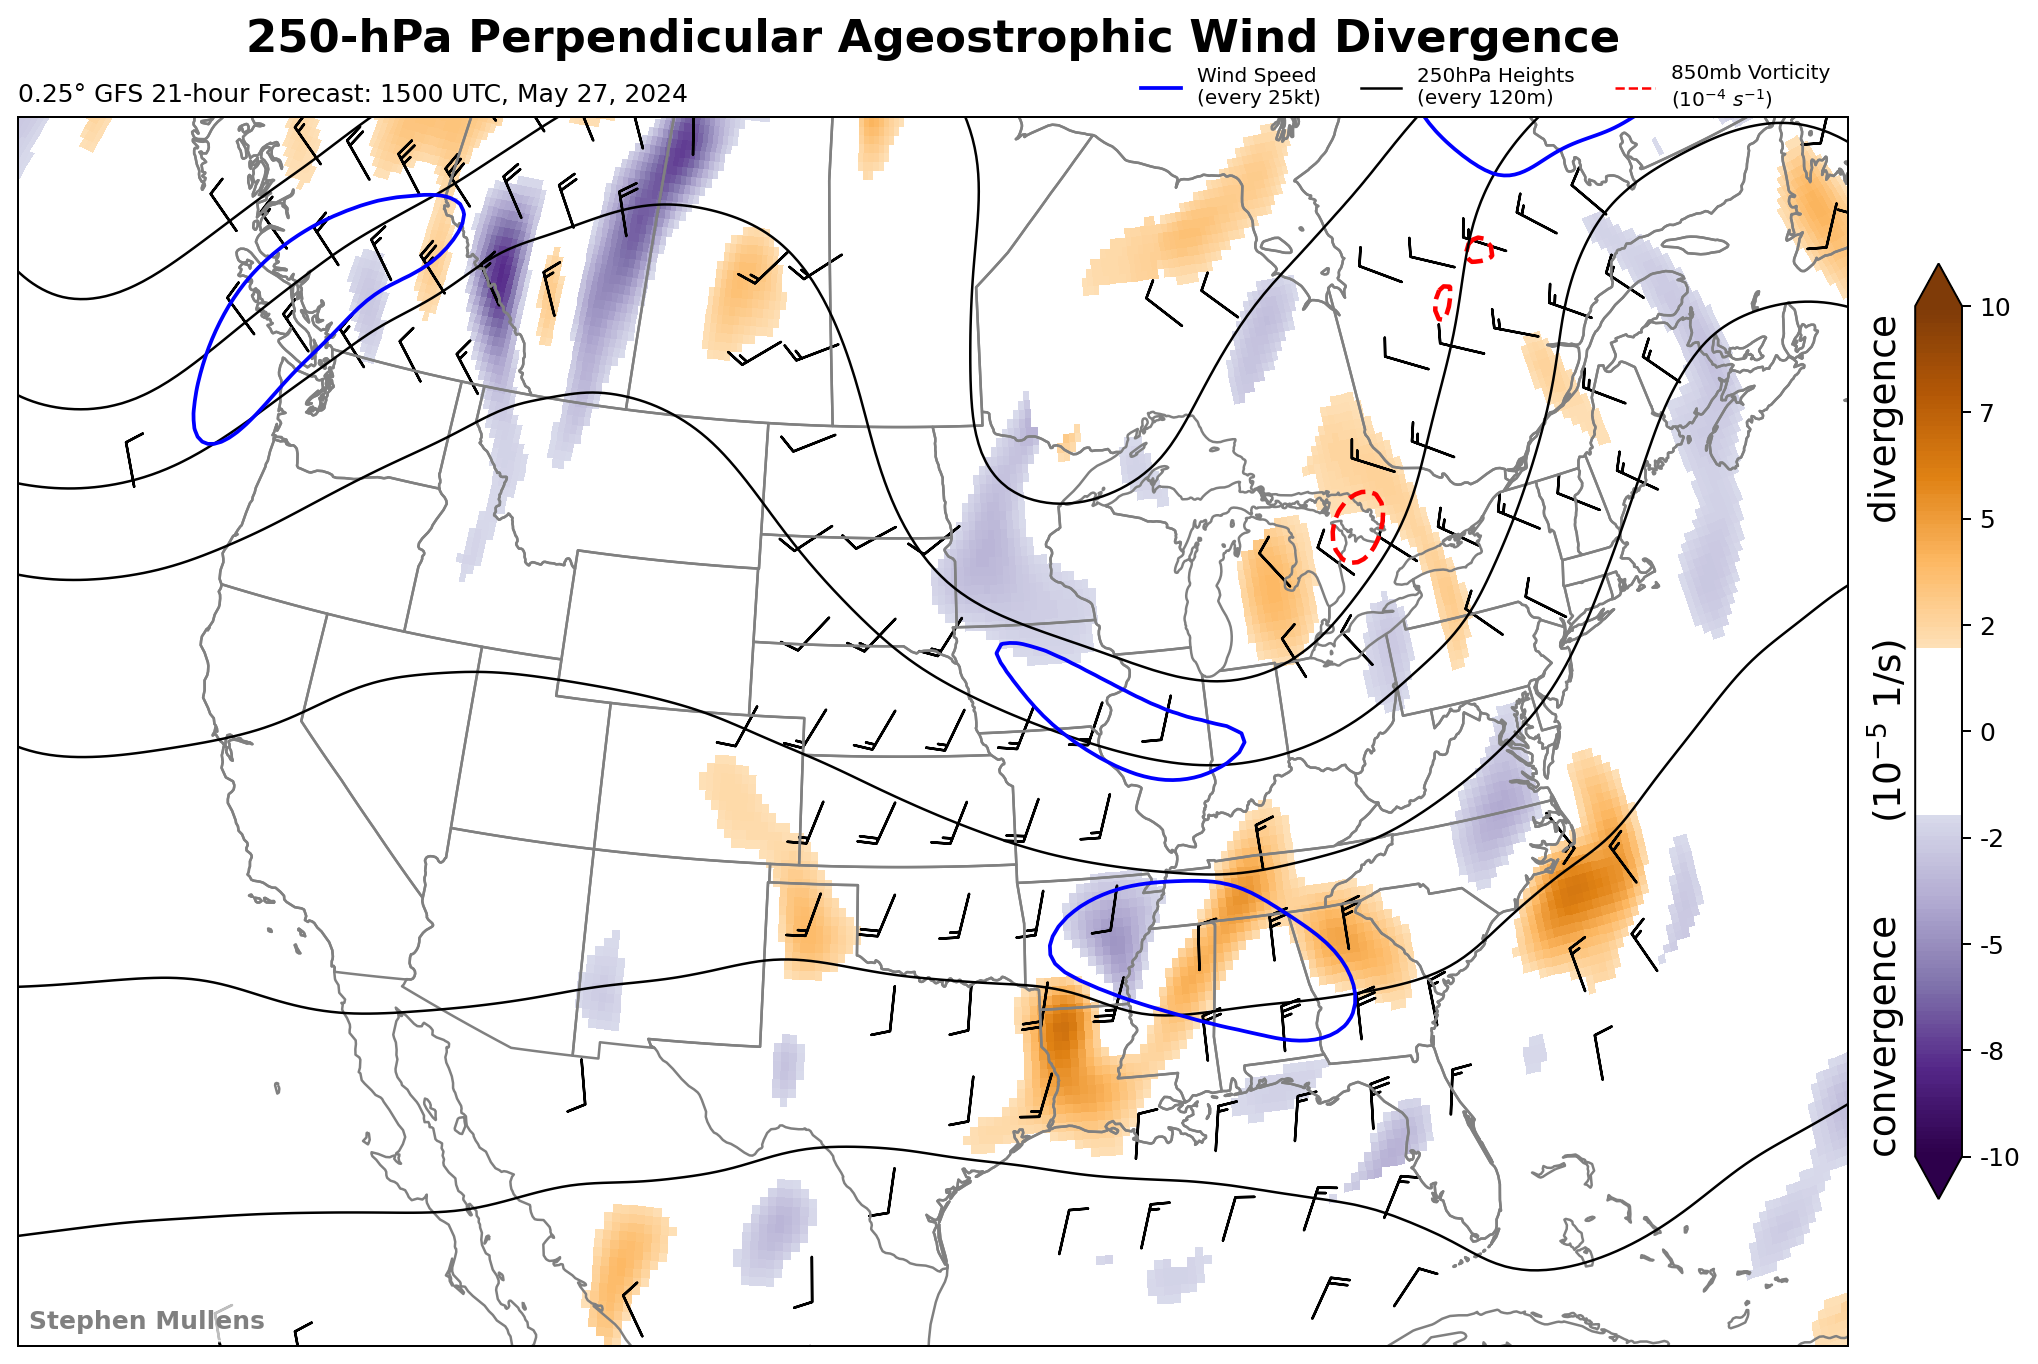 250-hPa Perpendicular Ageostrophic Wind Divergence
0.25° GFS 21-hour Forecast: 1500 UTC, May 27, 2024
Wind Speed
(every 25kt)
250hPa Heights
(every 120m)
850mb Vorticity
(10⁻⁴ s⁻¹)
10
7
5
2
0
-2
-5
-8
-10
convergence (10⁻⁵ 1/s) divergence
Stephen Mullens